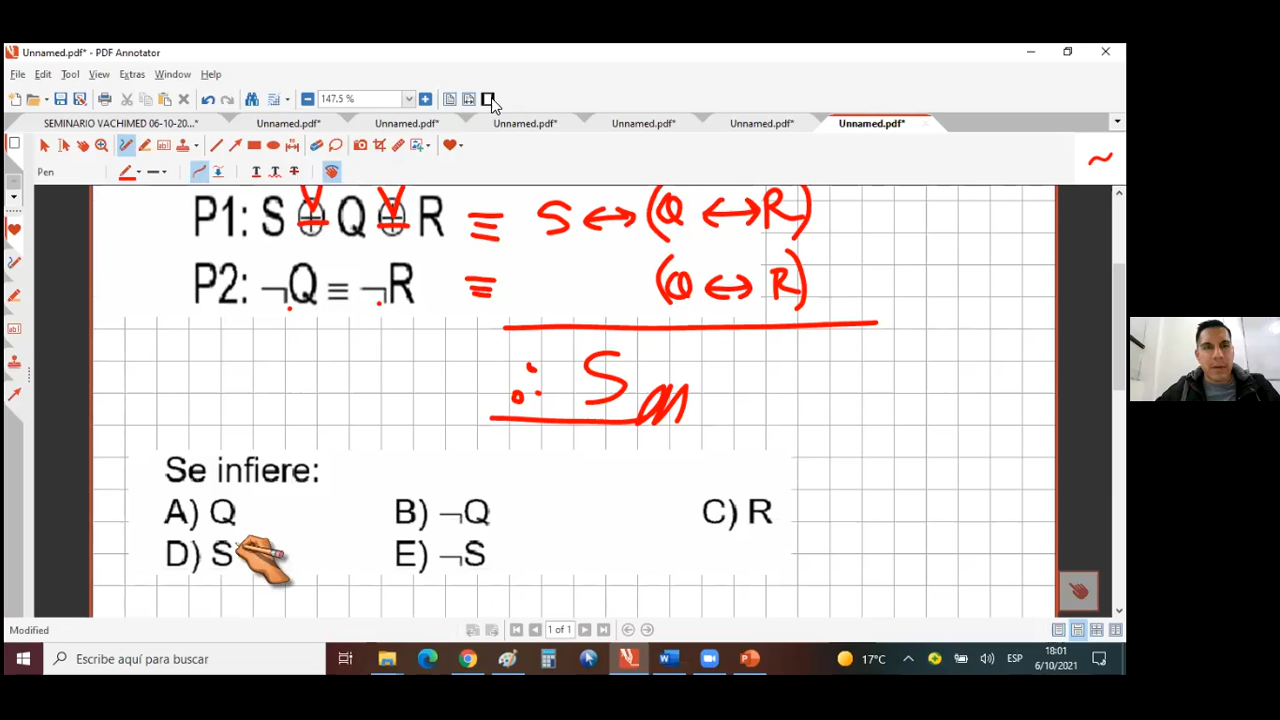 Unnamed.pdf* - PDF Annotator
File Edit Tool View Extras Window Help
147.5 %
SEMINARIO VACHIMED 06-10-20...* Unnamed.pdf* Unnamed.pdf* Unnamed.pdf* Unnamed.pdf* Unnamed.pdf* Unnamed.pdf*
Pen
P1: S ⊕ Q ⊕ R ≡ S ↔ (Q ↔ R)
P2: ¬Q ≡ ¬R ≡ (Q ↔ R)
∴ S
Se infiere:
A) Q B) ¬Q C) R
D) S E) ¬S
Modified 1 of 1
Escribe aquí para buscar 17°C ESP 18:01
6/10/2021